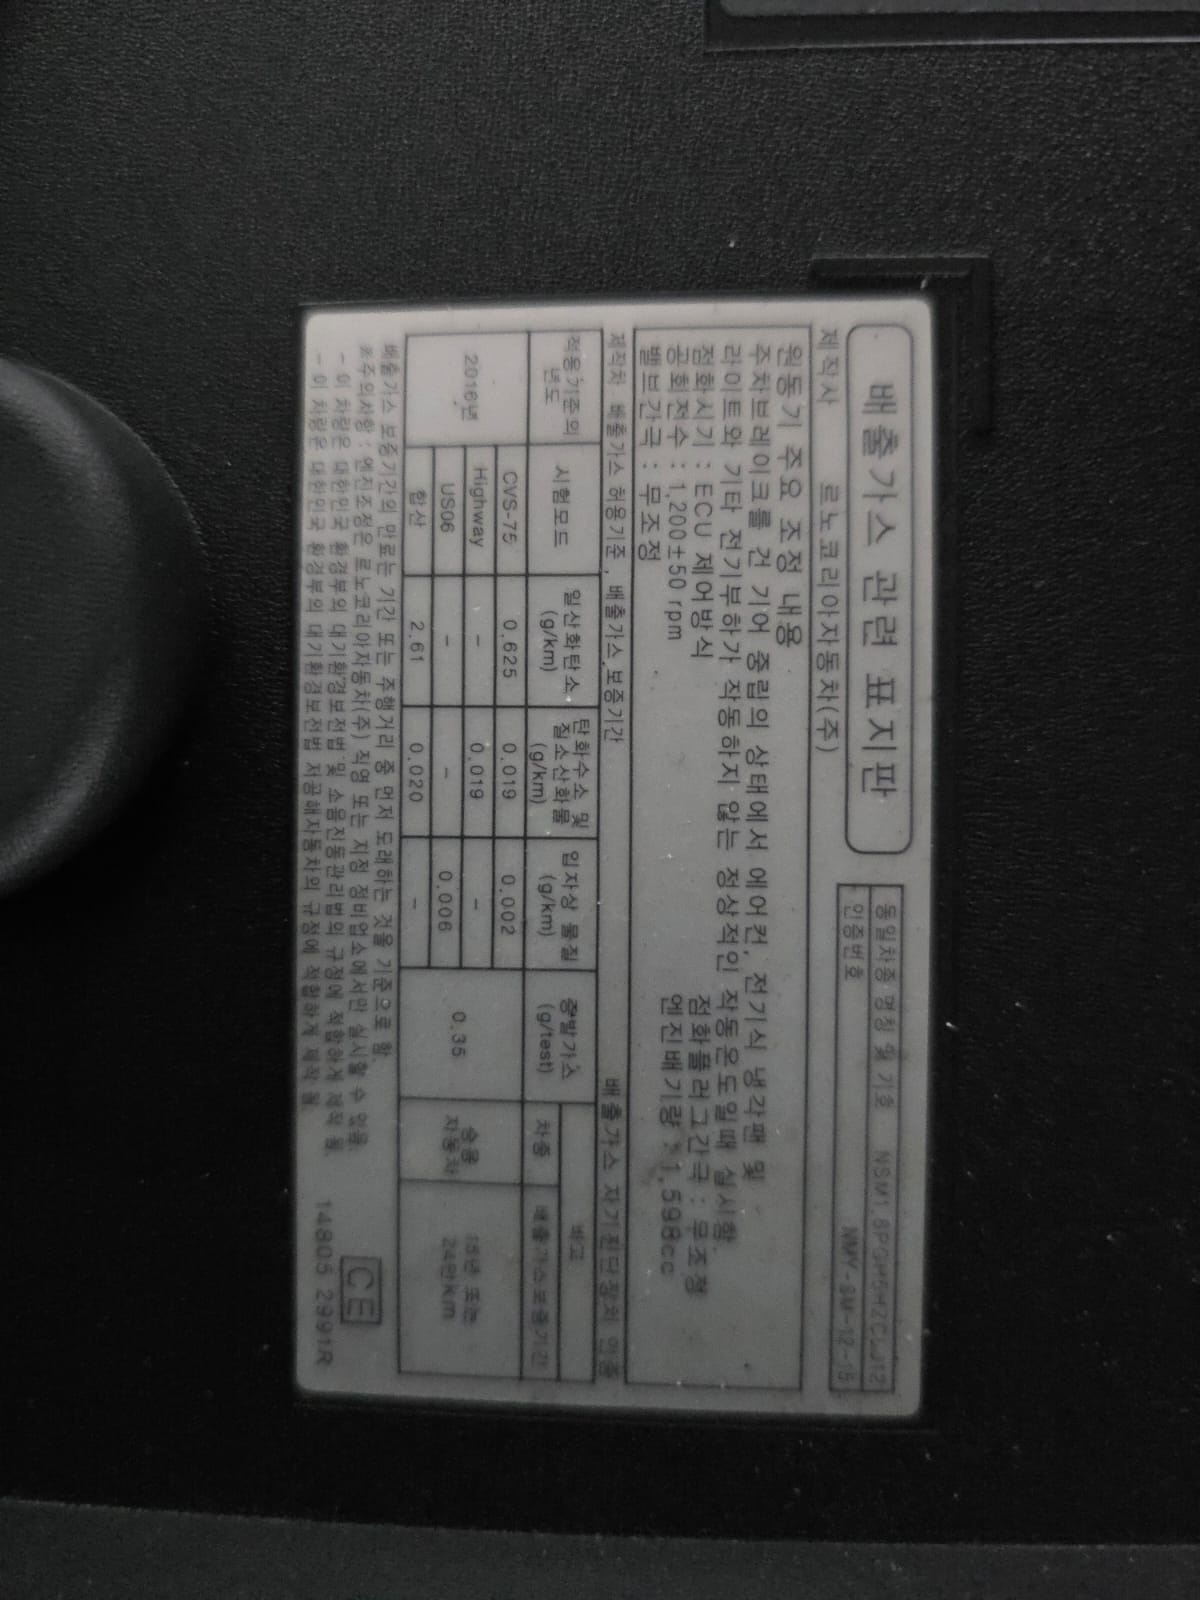 배출가스 관련 표지판
동일차종 명칭 및 기호
인증번호 NMY-SM-12-15
제작사 르노코리아자동차(주)
원동기 주요 조정 내용
주차브레이크를 건 기어 중립의 상태에서 에어컨, 전기식 냉각팬 및
라이트와 기타 전기부하가 작동하지 않는 정상적인 작동온도일때 실시함.
점화시기 : ECU 제어방식 점화플러그간극 : 무조정
공회전수 : 1,200±50 rpm 엔진배기량 : 1,598cc
밸브간극 : 무조정
제작차 배출가스 허용기준, 배출가스 보증기간 배출가스 자기진단장치 인증
적용기준의 년도 시험모드 일산화탄소 (g/km) 탄화수소 및 질소산화물 (g/km) 입자상 물질 (g/km) 증발가스 (g/test) 비고
차종 배출가스보증기간
2016년 CVS-75 0.625 0.019 0.002 0.35 승용 자동차 15년 또는 24만km
Highway - 0.019 -
US06 - - 0.006
합산 2.61 0.020 -
배출가스 보증기간의 만료는 기간 또는 주행거리 중 먼저 도래하는 것을 기준으로 함.
※주의사항 : 엔진조정은 르노코리아자동차(주) 직영 또는 지정 정비업소에서만 실시할 수 있음.
- 이 차량은 대한민국 환경부의 대기환경보전법 및 소음진동관리법의 규정에 적합하게 제작 됨.
- 이 차량은 대한민국 환경부의 대기환경보전법 저공해자동차의 규정에 적합하게 제작 됨.
CE
14805 2991R